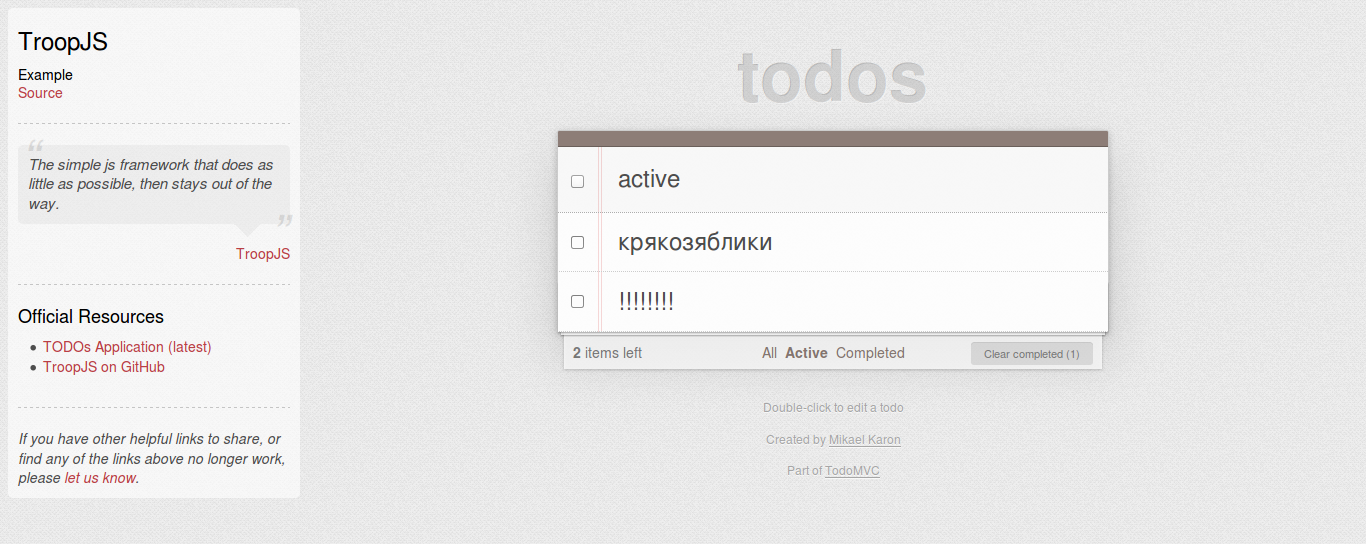 TroopJS
Example
Source
“
The simple js framework that does as
little as possible, then stays out of the
way.
”
TroopJS
Official Resources
• TODOs Application (latest)
• TroopJS on GitHub
If you have other helpful links to share, or
find any of the links above no longer work,
please let us know.
todos
active
крякозяблики
!!!!!!!!
2 items left
All Active Completed
Clear completed (1)
Double-click to edit a todo
Created by Mikael Karon
Part of TodoMVC